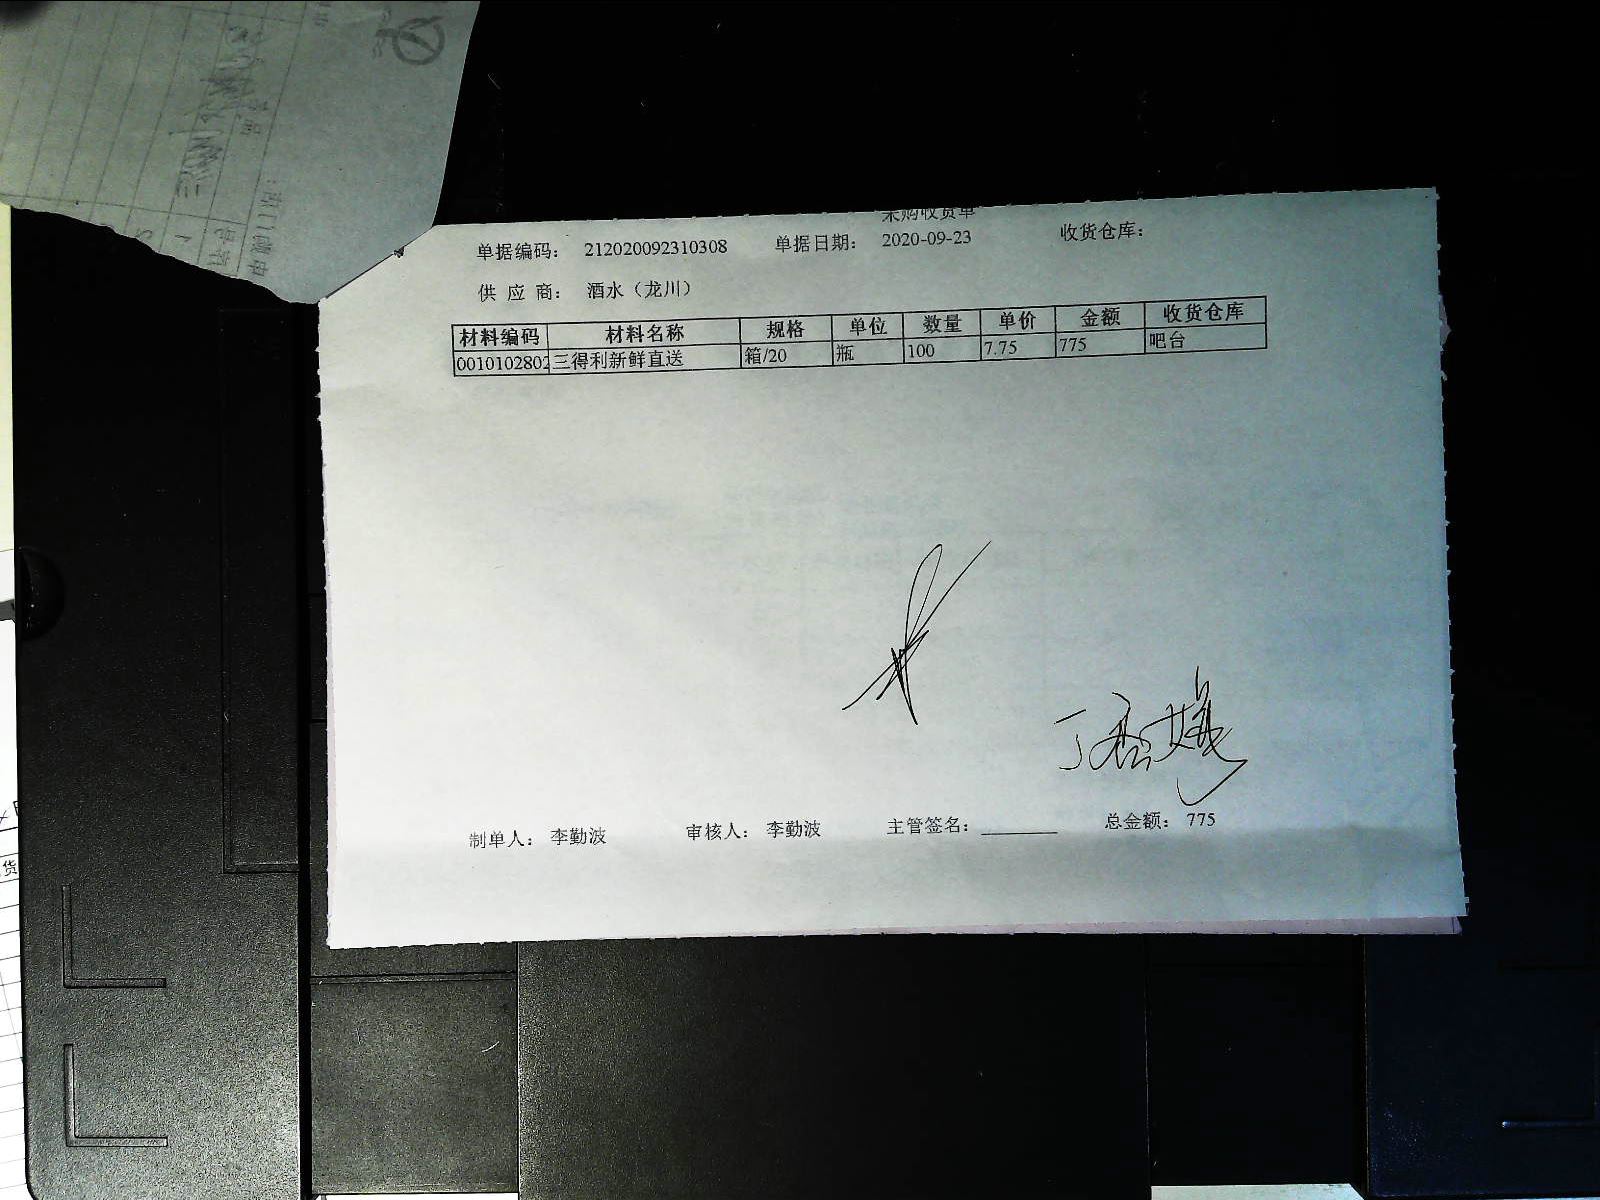 采购收货单
单据编码： 212020092310308 单据日期： 2020-09-23 收货仓库：
供 应 商： 酒水（龙川）
材料编码 材料名称 规格 单位 数量 单价 金额 收货仓库
0010102802 三得利新鲜直送 箱/20 瓶 100 7.75 775 吧台
制单人： 李勤波 审核人： 李勤波 主管签名： 总金额： 775